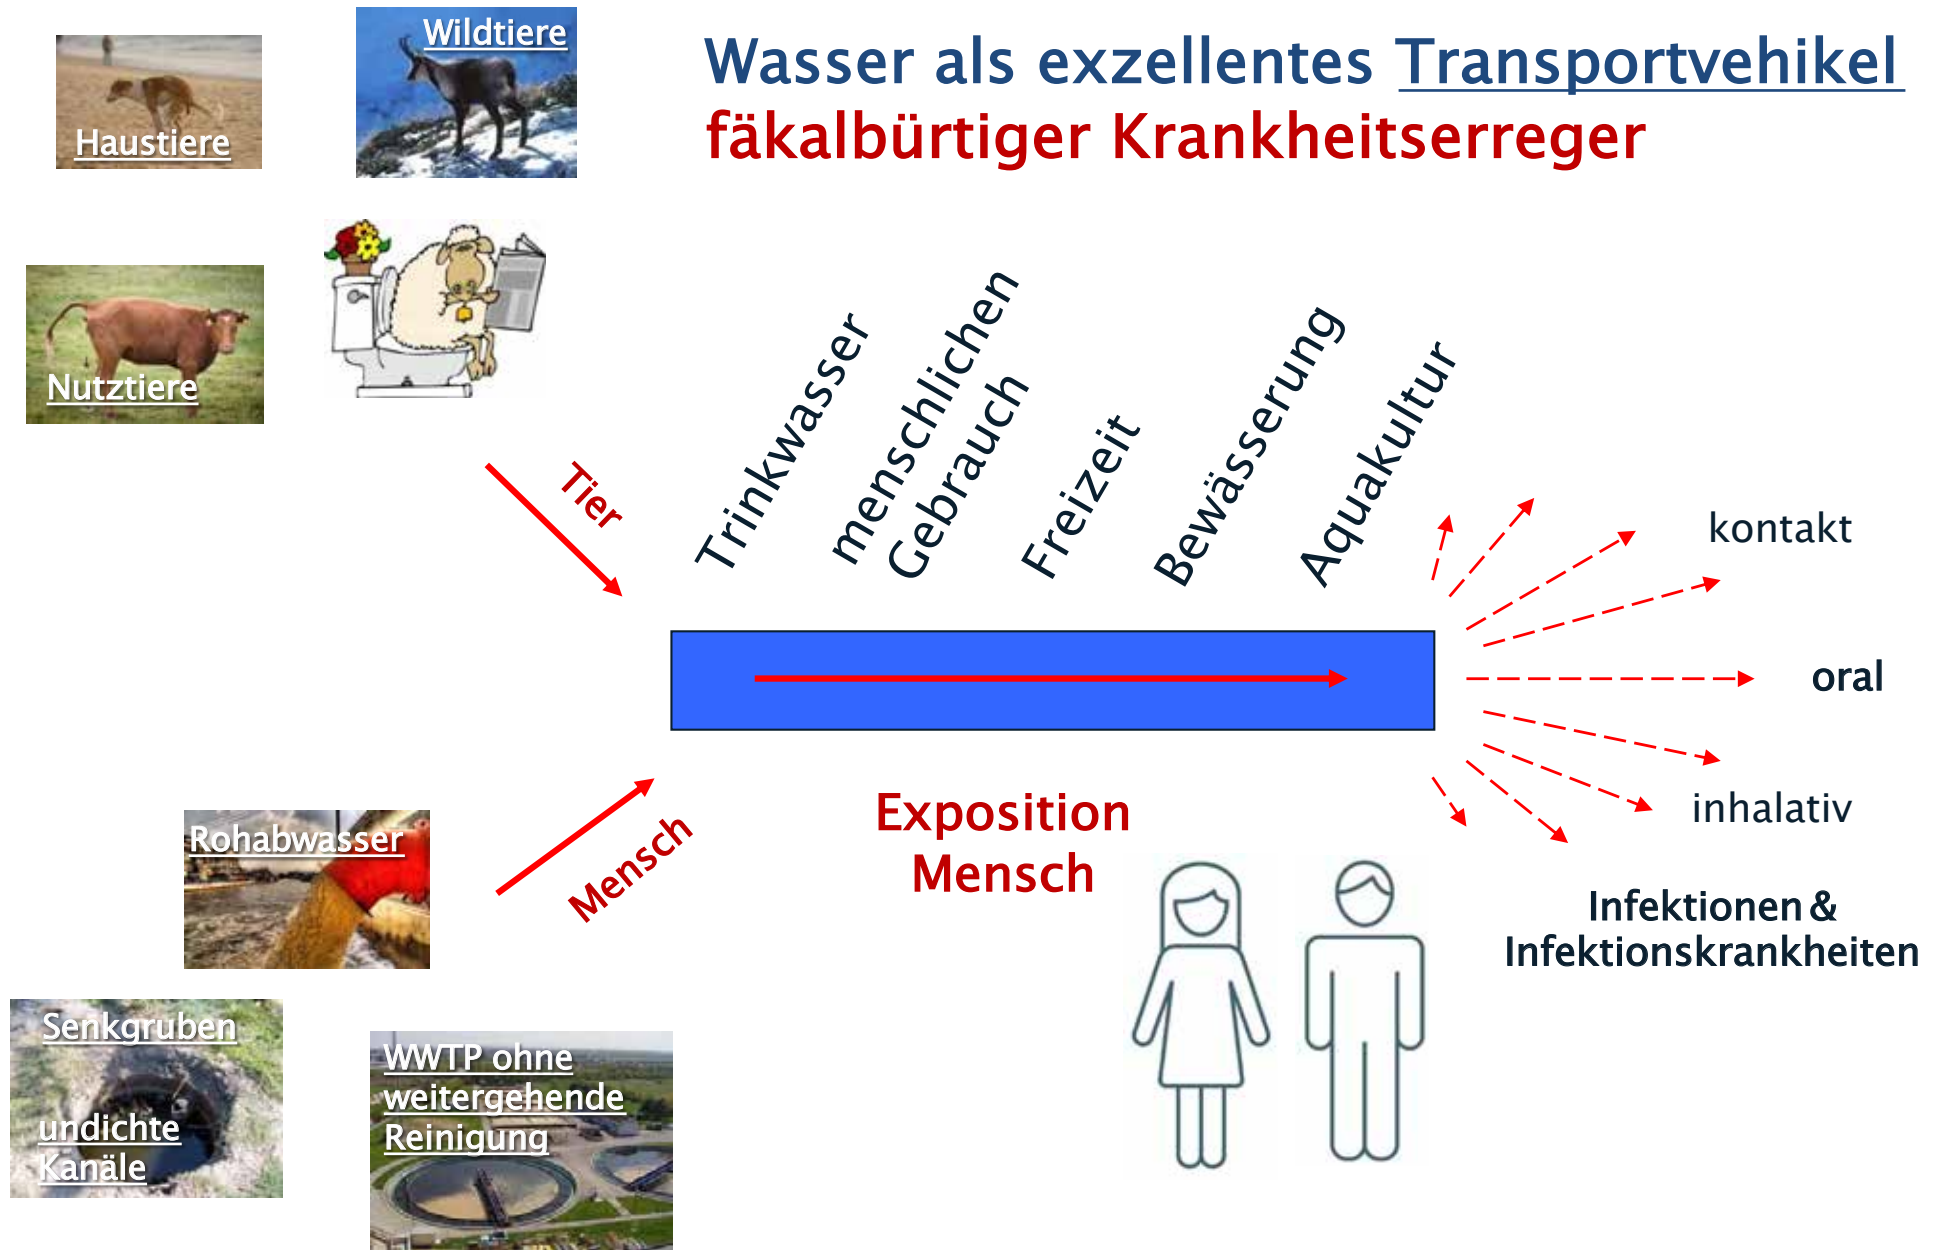 Wasser als exzellentes Transportvehikel
fäkalbürtiger Krankheitserreger
Haustiere
Wildtiere
Nutztiere
Tier
Trinkwasser
menschlichen
Gebrauch
Freizeit
Bewässerung
Aquakultur
kontakt
oral
inhalativ
Infektionen &
Infektionskrankheiten
Exposition
Mensch
Mensch
Rohabwasser
Senkgruben
undichte
Kanäle
WWTP ohne
weitergehende
Reinigung